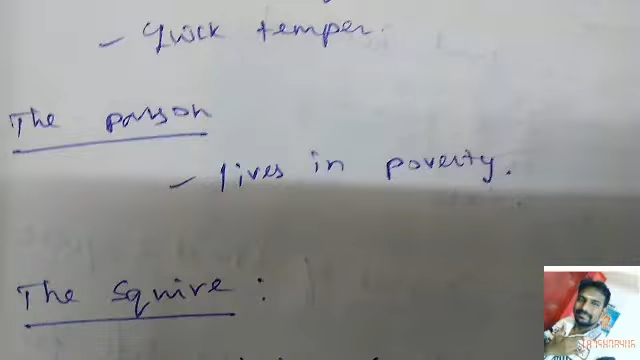 - Quick temper.
The parson
- lives in poverty.
The Squire :